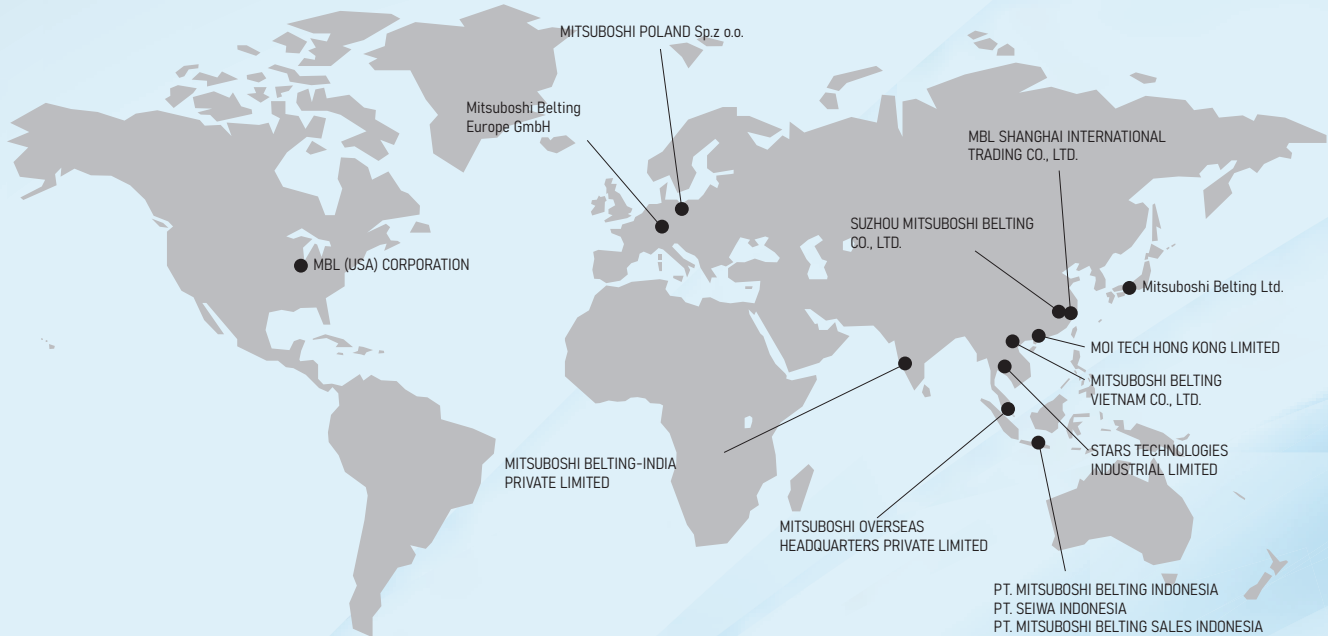 MITSUBOSHI POLAND Sp.z o.o.
Mitsuboshi Belting
Europe GmbH
MBL SHANGHAI INTERNATIONAL
TRADING CO., LTD.
SUZHOU MITSUBOSHI BELTING
CO., LTD.
MBL (USA) CORPORATION
Mitsuboshi Belting Ltd.
MOI TECH HONG KONG LIMITED
MITSUBOSHI BELTING
VIETNAM CO., LTD.
STARS TECHNOLOGIES
INDUSTRIAL LIMITED
MITSUBOSHI BELTING-INDIA
PRIVATE LIMITED
MITSUBOSHI OVERSEAS
HEADQUARTERS PRIVATE LIMITED
PT. MITSUBOSHI BELTING INDONESIA
PT. SEIWA INDONESIA
PT. MITSUBOSHI BELTING SALES INDONESIA